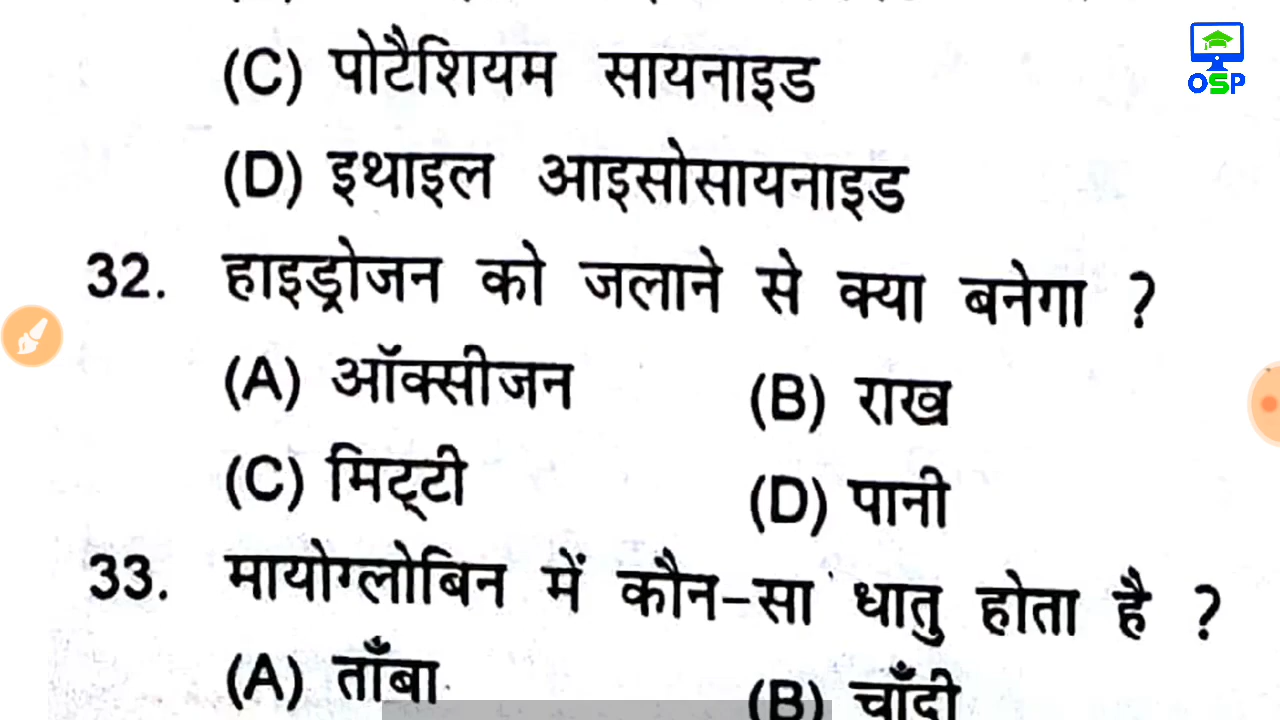 OSP
(C) पोटैशियम सायनाइड
(D) इथाइल आइसोसायनाइड
32. हाइड्रोजन को जलाने से क्या बनेगा ?
(A) ऑक्सीजन (B) राख
(C) मिट्टी (D) पानी
33. मायोग्लोबिन में कौन-सा धातु होता है ?
(A) ताँबा (B) चाँदी